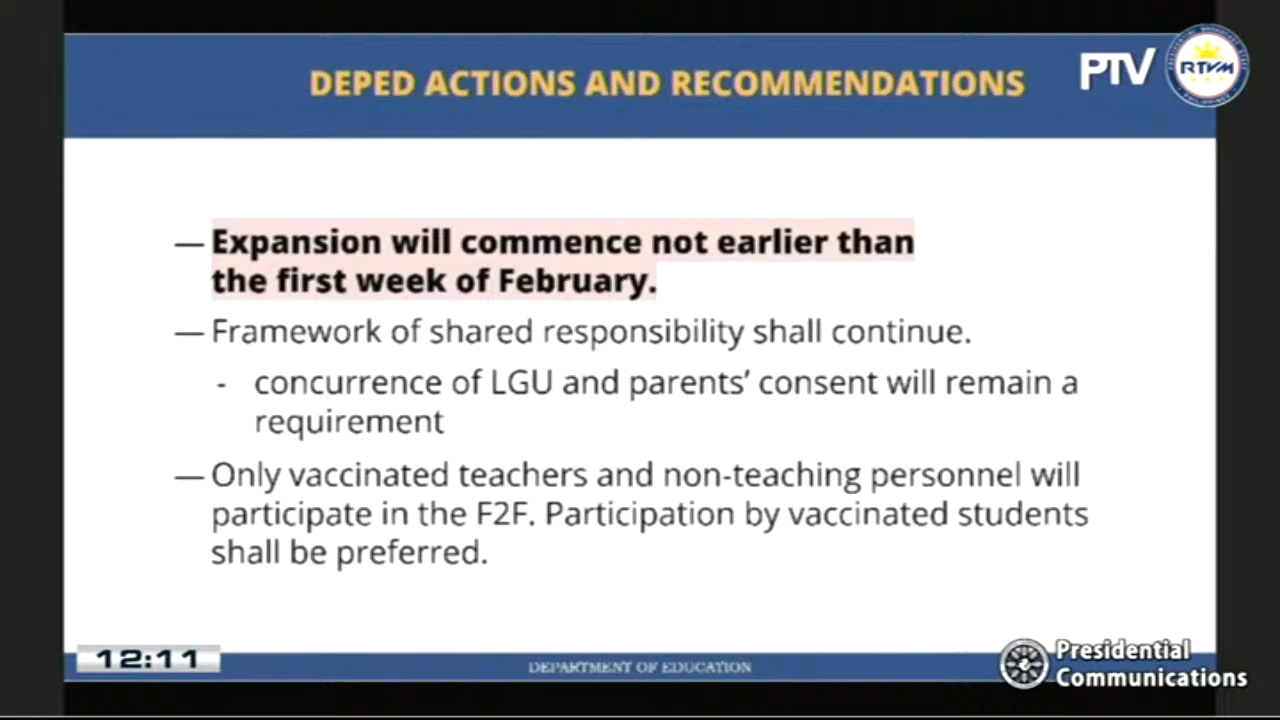 DEPED ACTIONS AND RECOMMENDATIONS
PTV
RTVM
— Expansion will commence not earlier than
the first week of February.
— Framework of shared responsibility shall continue.
- concurrence of LGU and parents’ consent will remain a
requirement
— Only vaccinated teachers and non-teaching personnel will
participate in the F2F. Participation by vaccinated students
shall be preferred.
12:11
DEPARTMENT OF EDUCATION
Presidential
Communications